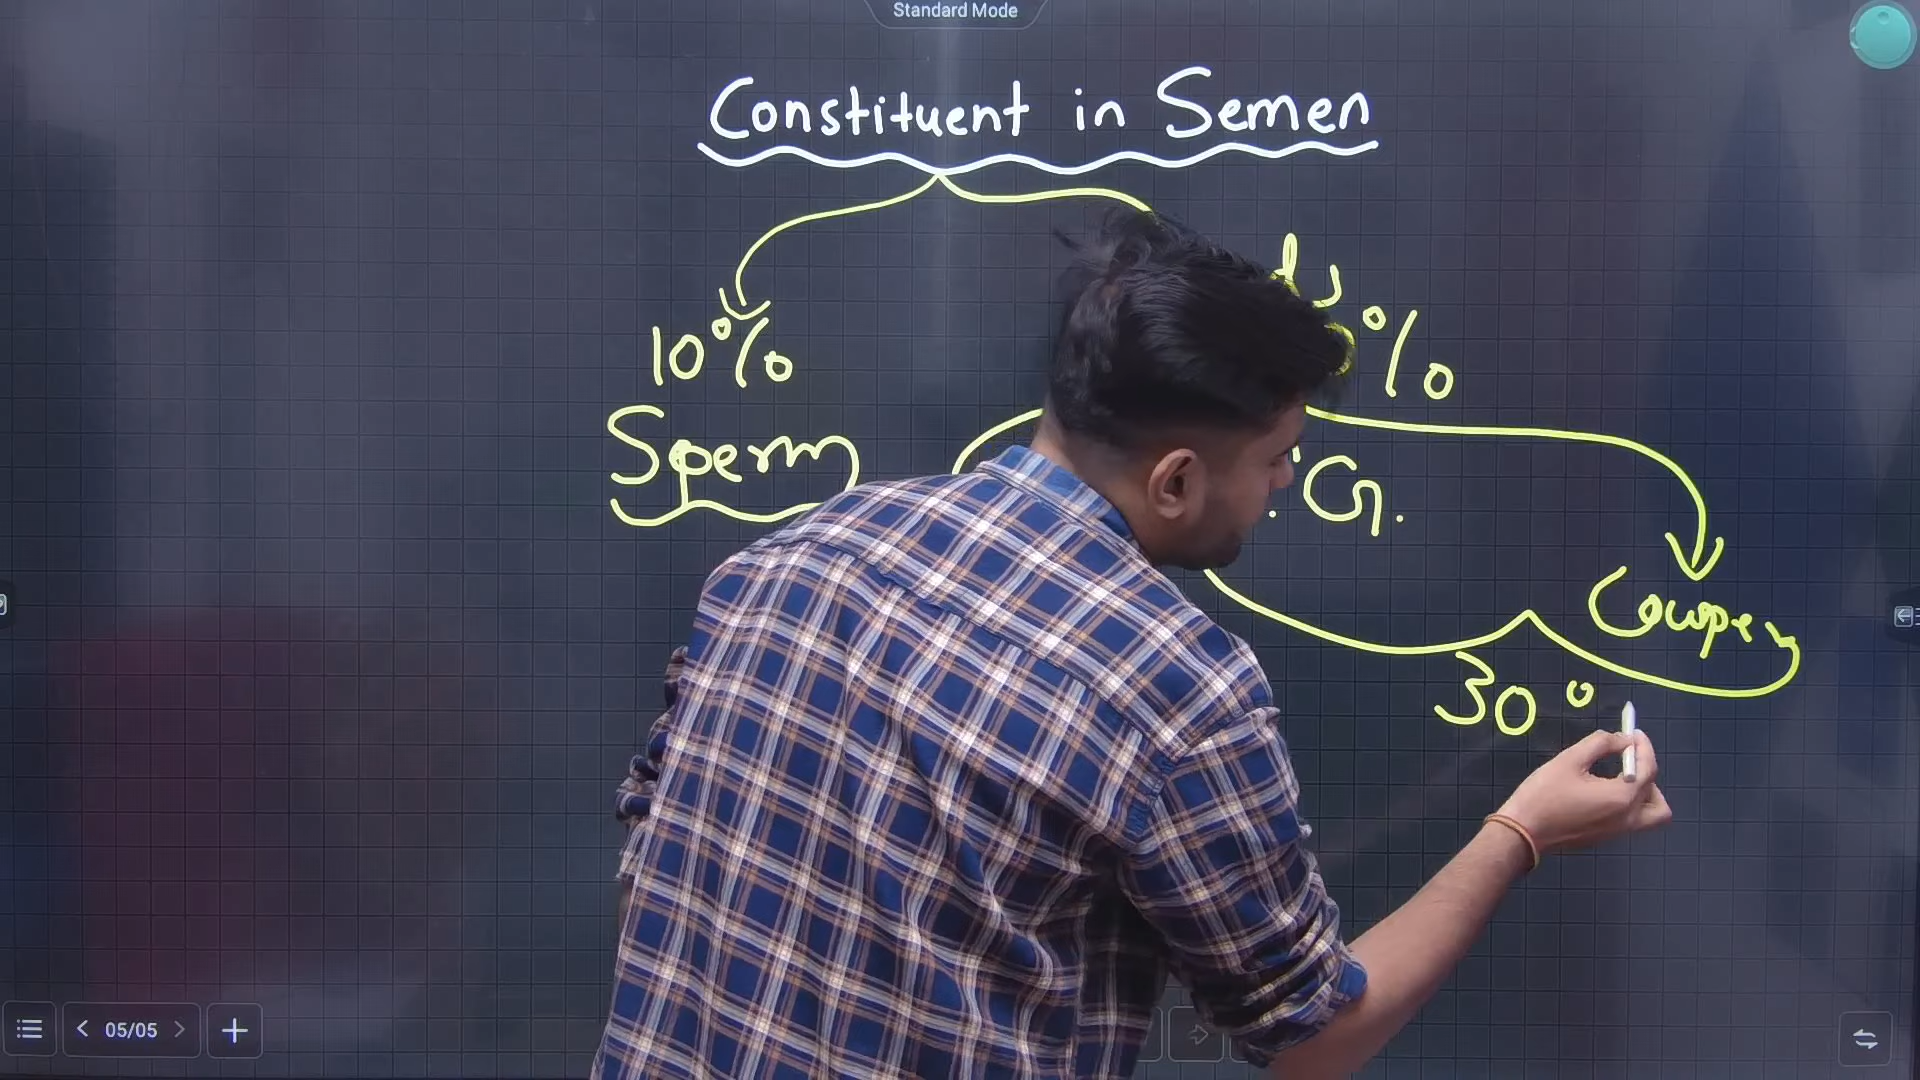 Standard Mode
Constituent in Semen
10%
%
Sperm
.G.
Cowper
30
05/05